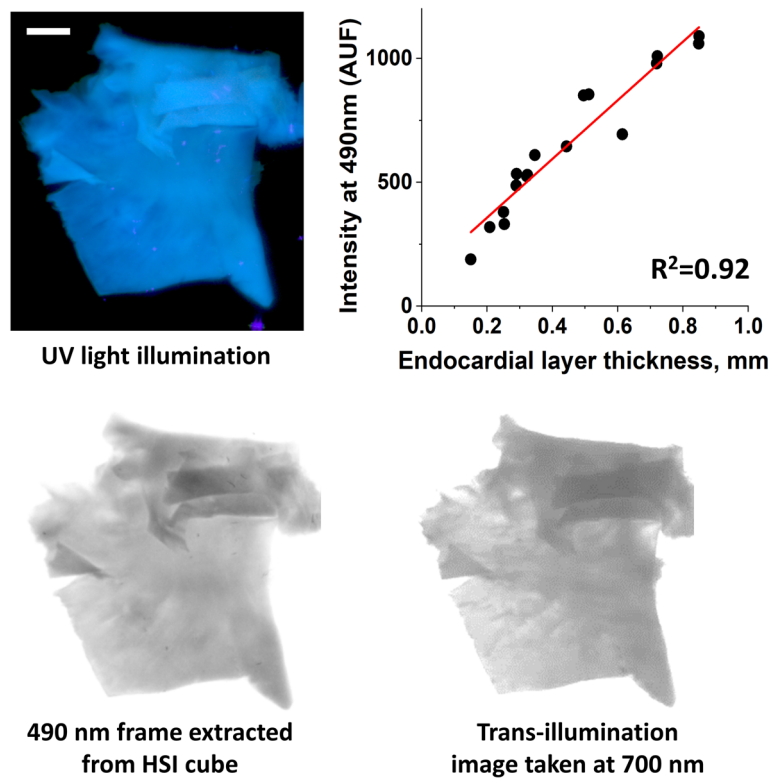 Intensity at 490nm (AUF)
1000
500
0
0.0 0.2 0.4 0.6 0.8 1.0
R²=0.92
UV light illumination
Endocardial layer thickness, mm
490 nm frame extracted
from HSI cube
Trans-illumination
image taken at 700 nm